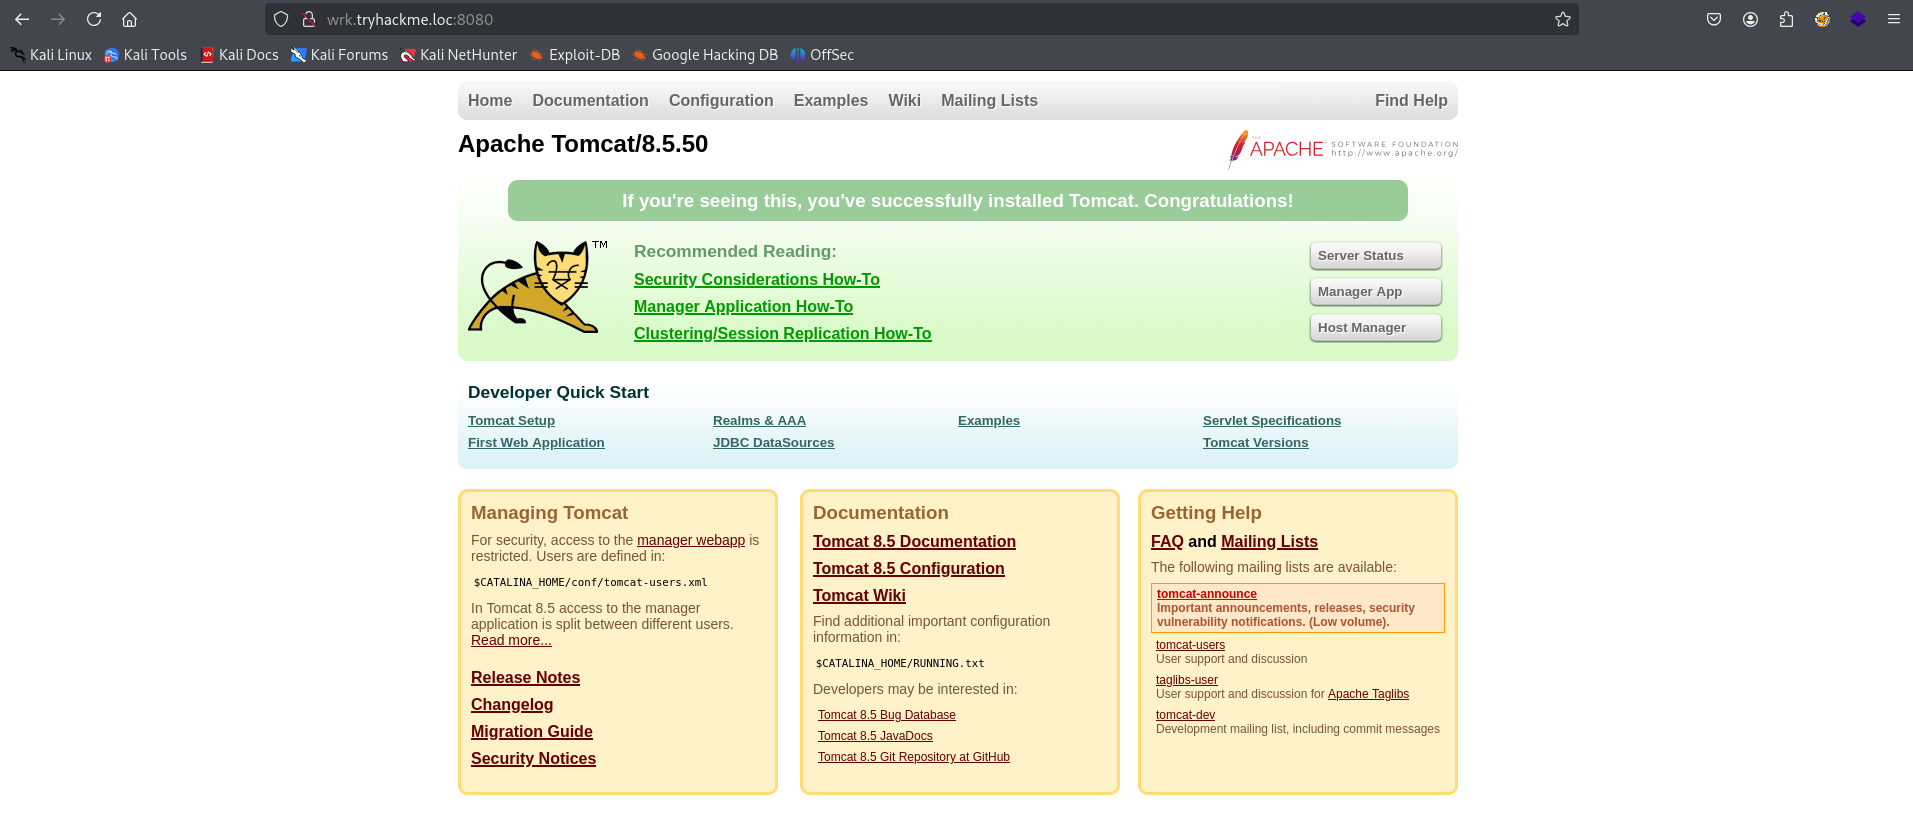 wrk.tryhackme.loc:8080
Kali Linux Kali Tools Kali Docs Kali Forums Kali NetHunter Exploit-DB Google Hacking DB OffSec
Home Documentation Configuration Examples Wiki Mailing Lists Find Help
Apache Tomcat/8.5.50
THE APACHE SOFTWARE FOUNDATION
http://www.apache.org/
If you're seeing this, you've successfully installed Tomcat. Congratulations!
TM
Recommended Reading:
Security Considerations How-To
Manager Application How-To
Clustering/Session Replication How-To
Server Status
Manager App
Host Manager
Developer Quick Start
Tomcat Setup Realms & AAA Examples Servlet Specifications
First Web Application JDBC DataSources Tomcat Versions
Managing Tomcat
For security, access to the manager webapp is
restricted. Users are defined in:
$CATALINA_HOME/conf/tomcat-users.xml
In Tomcat 8.5 access to the manager
application is split between different users.
Read more...
Release Notes
Changelog
Migration Guide
Security Notices
Documentation
Tomcat 8.5 Documentation
Tomcat 8.5 Configuration
Tomcat Wiki
Find additional important configuration
information in:
$CATALINA_HOME/RUNNING.txt
Developers may be interested in:
Tomcat 8.5 Bug Database
Tomcat 8.5 JavaDocs
Tomcat 8.5 Git Repository at GitHub
Getting Help
FAQ and Mailing Lists
The following mailing lists are available:
tomcat-announce
Important announcements, releases, security
vulnerability notifications. (Low volume).
tomcat-users
User support and discussion
taglibs-user
User support and discussion for Apache Taglibs
tomcat-dev
Development mailing list, including commit messages